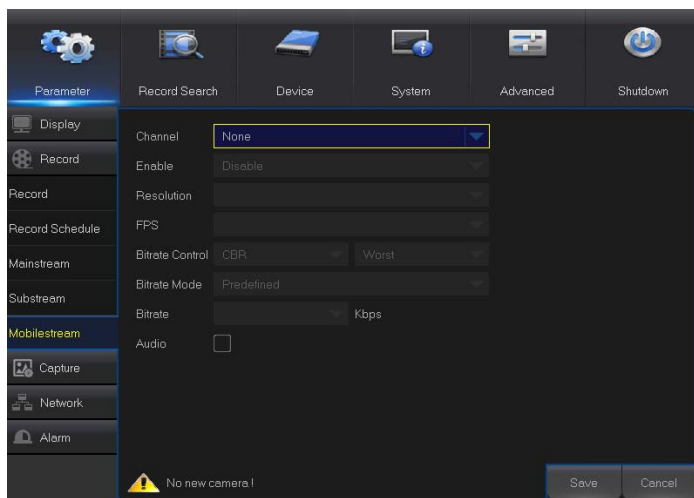 Parameter
Record Search
Device
System
Advanced
Shutdown
Display
Record
Record
Record Schedule
Mainstream
Substream
Mobilestream
Capture
Network
Alarm
Channel None
Enable Disable
Resolution
FPS
Bitrate Control CBR Worst
Bitrate Mode Predefined
Bitrate Kbps
Audio
No new camera !
Save Cancel